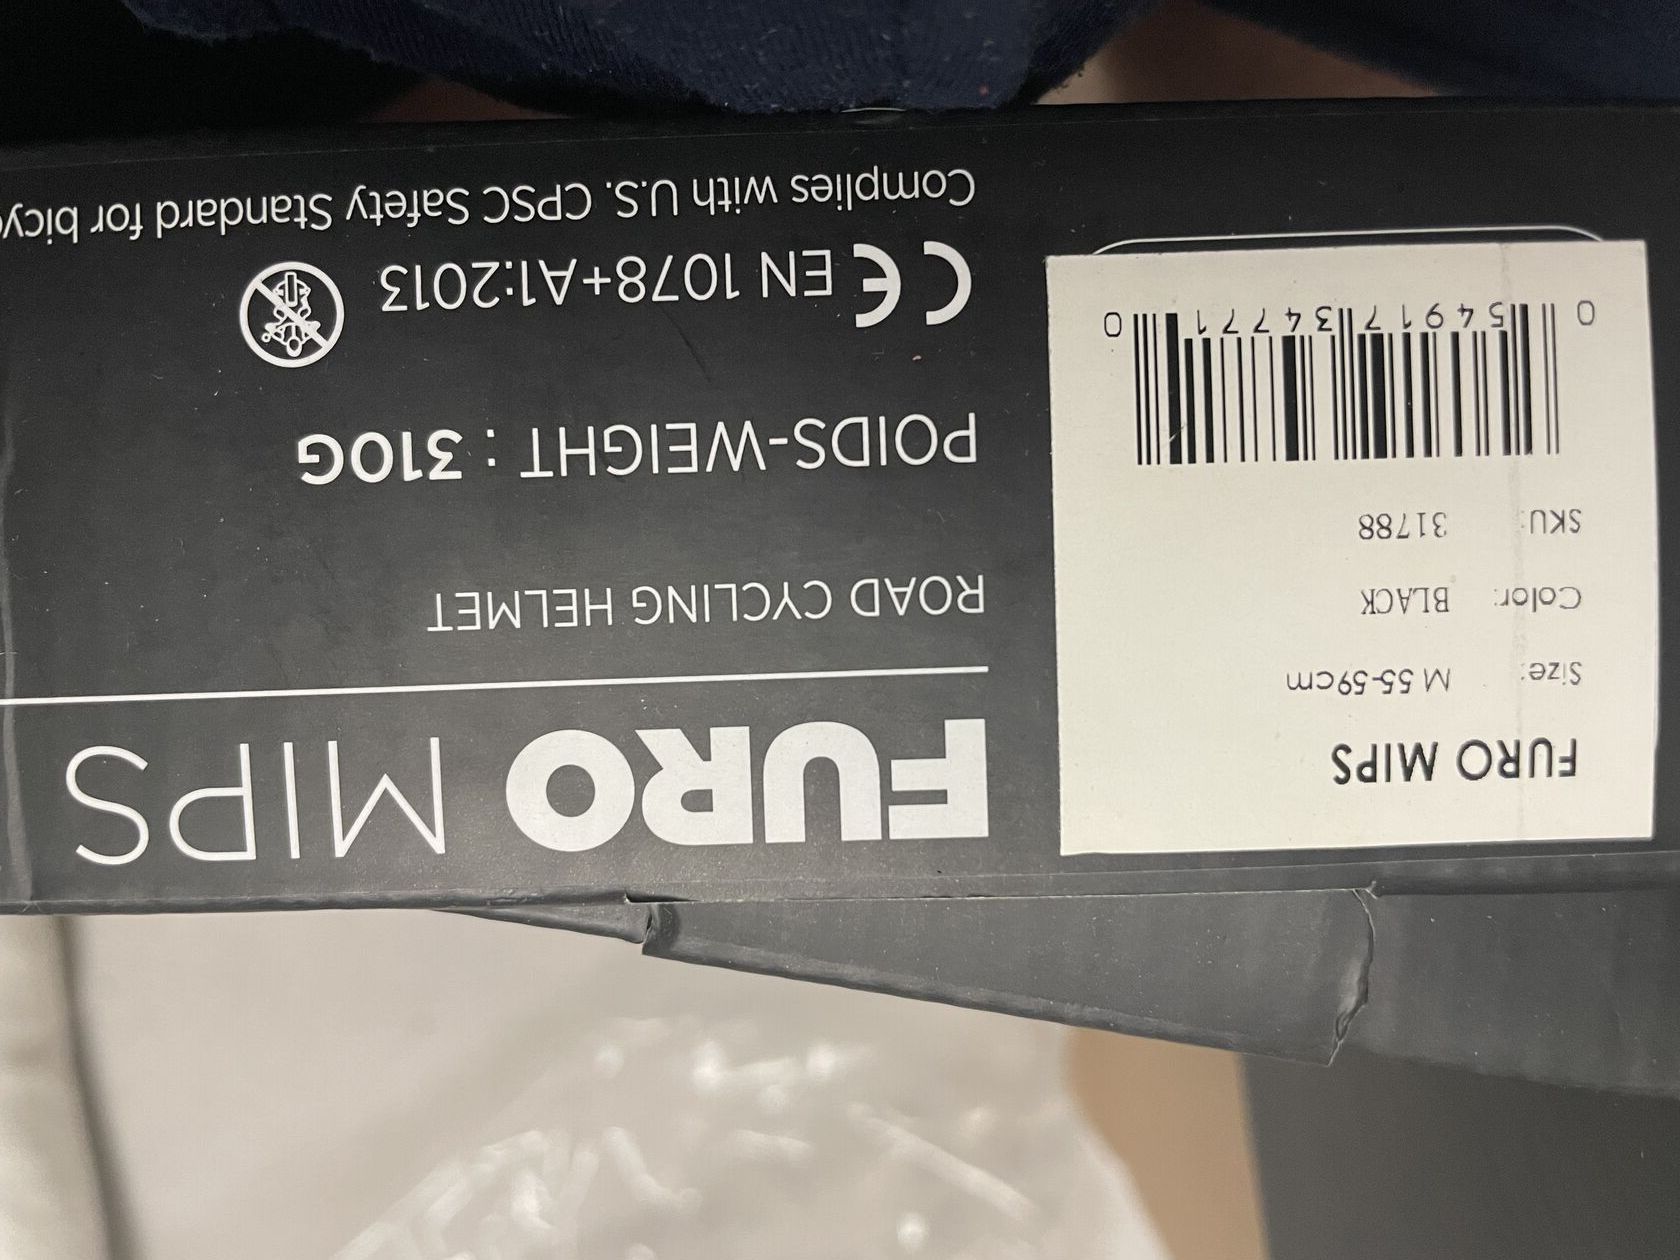 FURO MIPS
Size: M 55-59cm
Color: BLACK
SKU: 31788
0 54917 34771 0
FURO MIPS
ROAD CYCLING HELMET
POIDS-WEIGHT : 310G
CE EN 1078+A1:2013
Complies with U.S. CPSC Safety Standard for